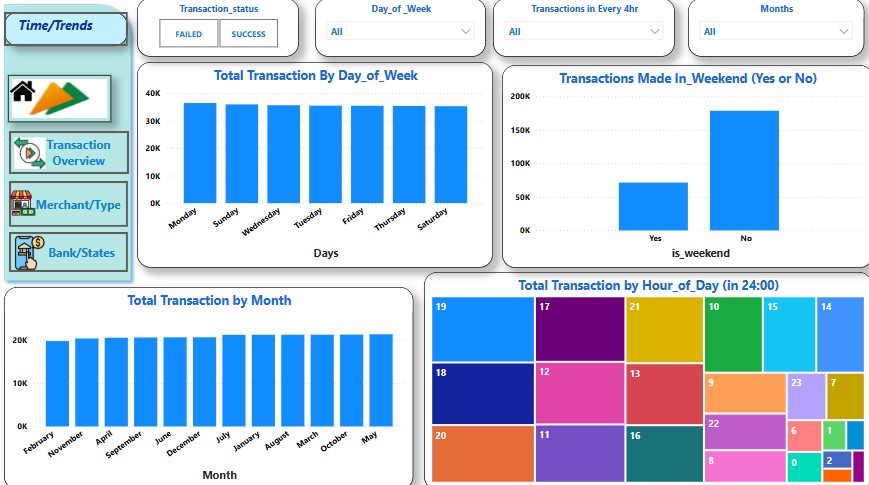 Time/Trends
Transaction
Overview
Merchant/Type
Bank/States
Transaction_status
FAILED
SUCCESS
Day_of_Week
All
Transactions in Every 4hr
All
Months
All
Total Transaction By Day_of_Week
40K
30K
20K
10K
0K
Monday
Sunday
Wednesday
Tuesday
Friday
Thursday
Saturday
Days
Transactions Made In_Weekend (Yes or No)
200K
150K
100K
50K
0K
Yes
No
is_weekend
Total Transaction by Month
20K
10K
0K
February
November
April
September
June
December
July
January
August
March
October
May
Month
Total Transaction by Hour_of_Day (in 24:00)
19
17
21
10
15
14
18
12
13
9
23
7
20
11
16
22
6
1
8
0
2